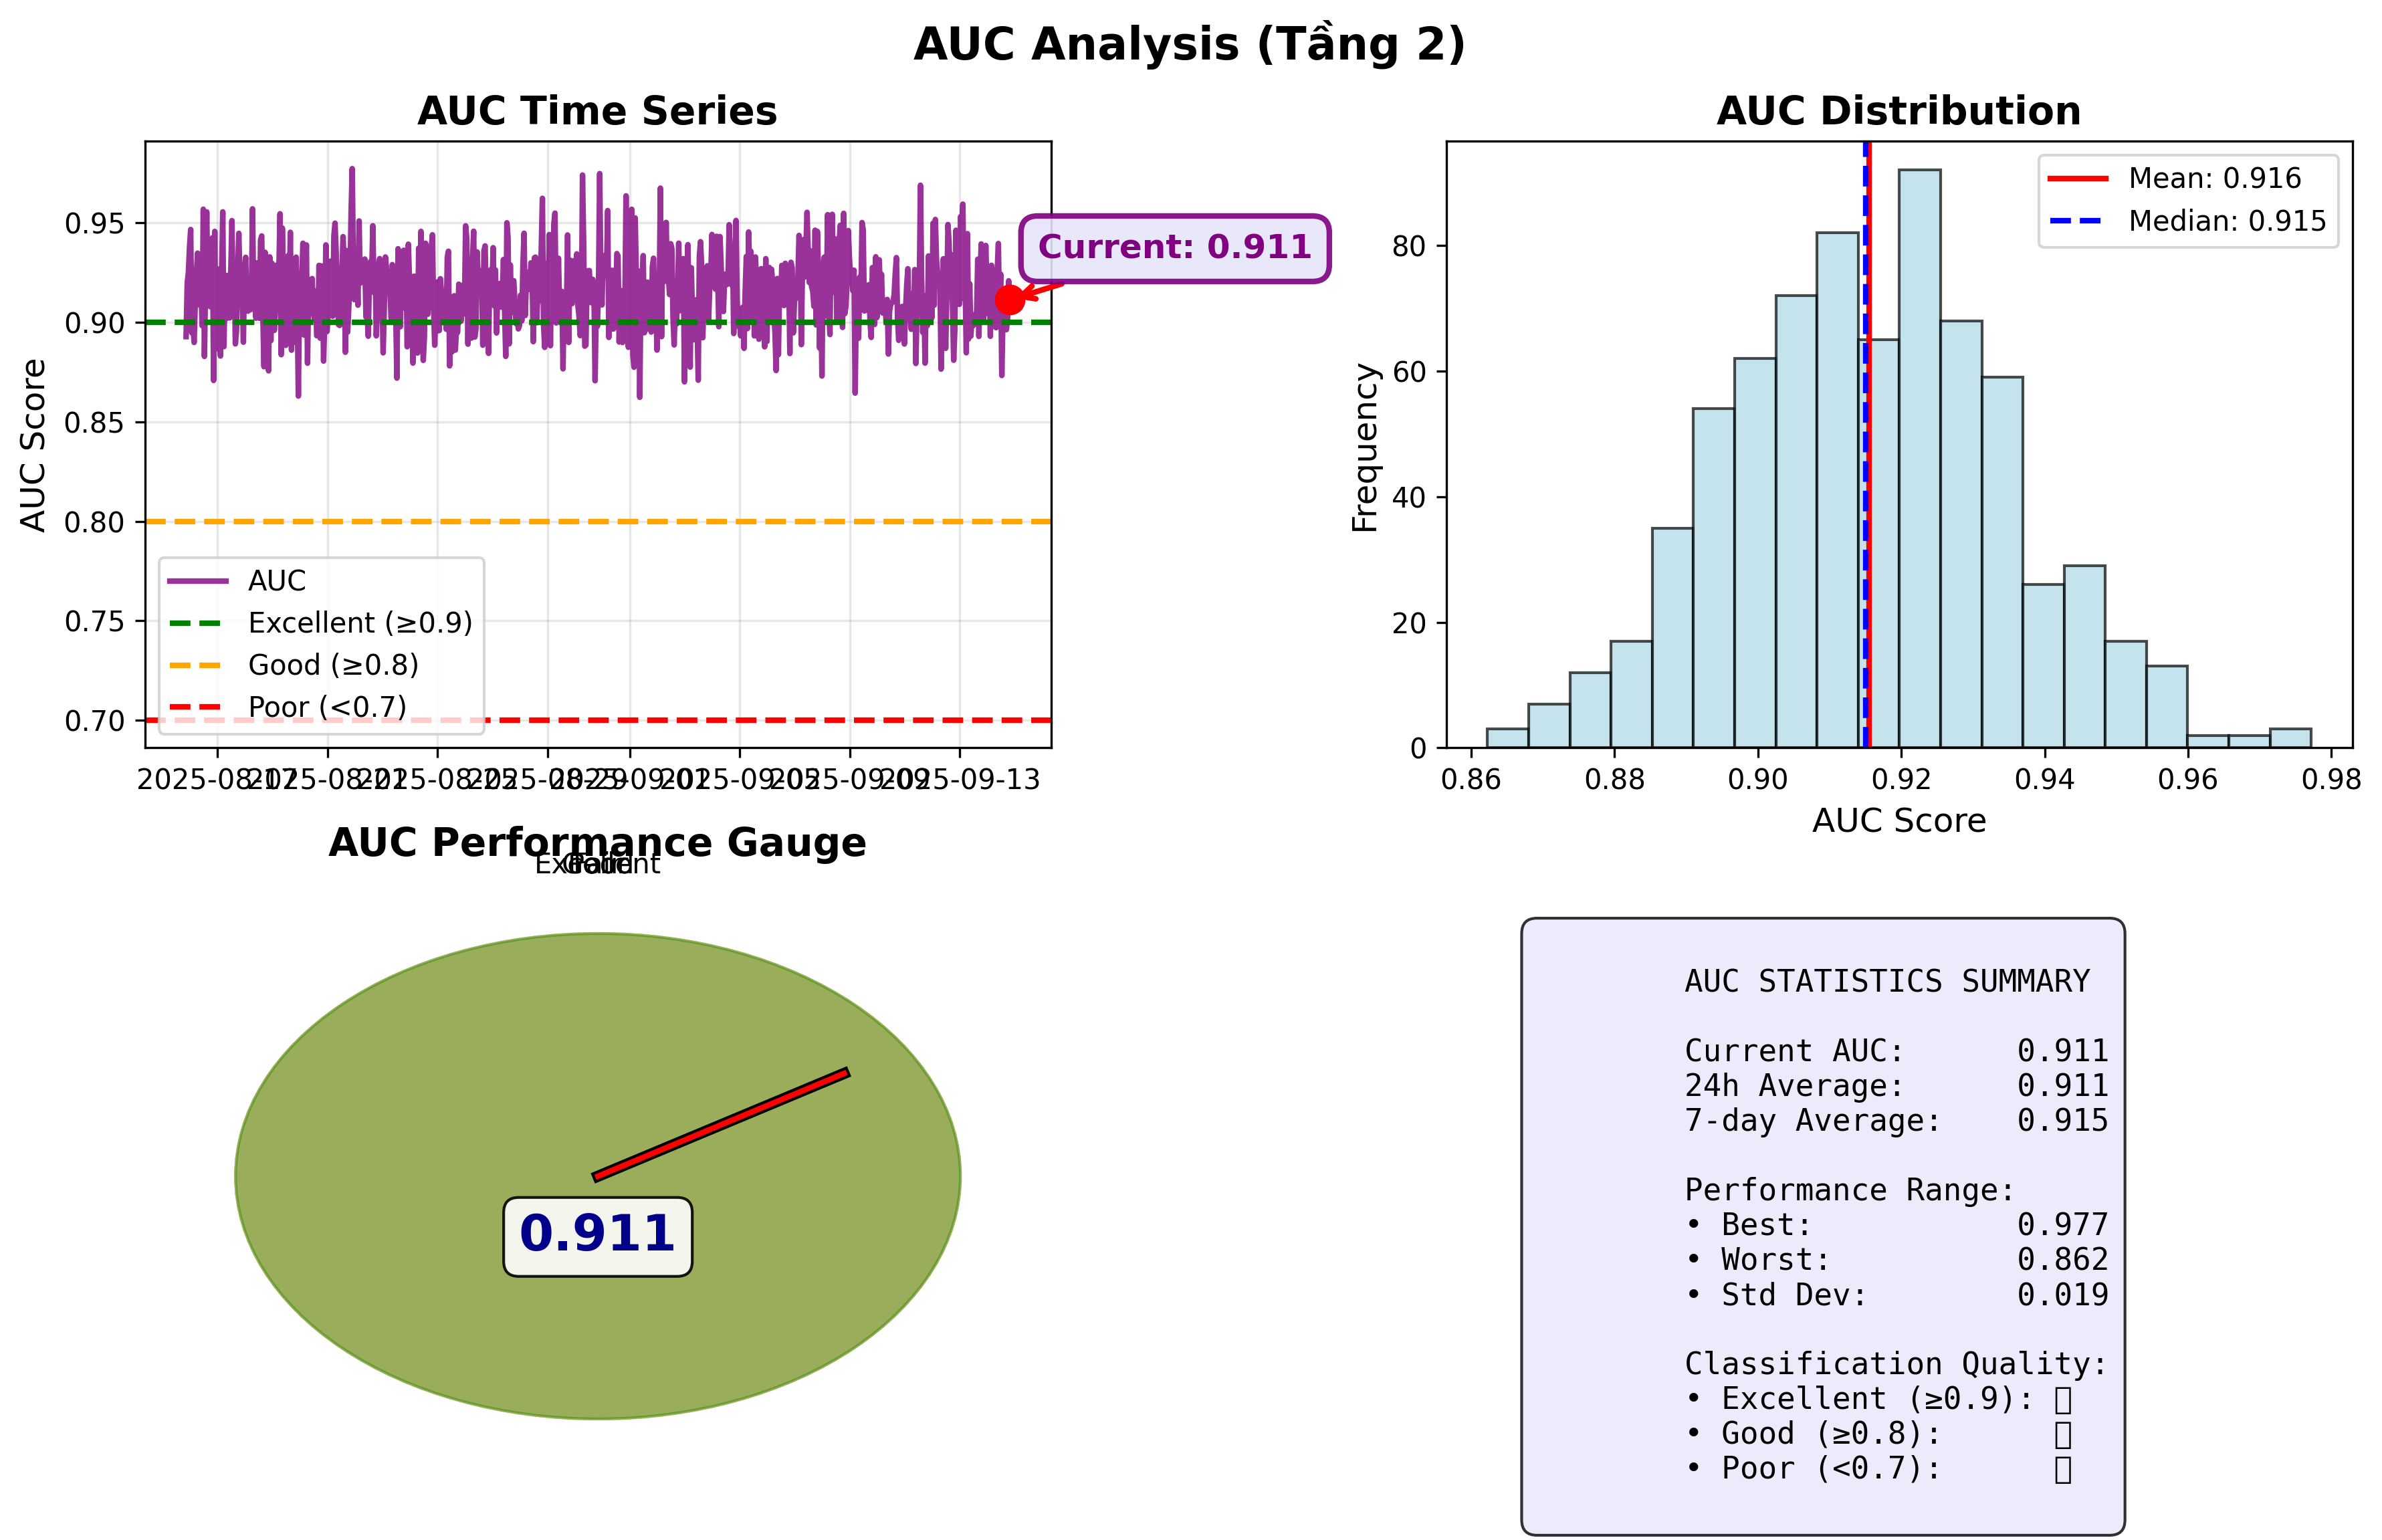 AUC Analysis (Tầng 2)
AUC Time Series
AUC Score
0.95
0.90
0.85
0.80
0.75
0.70
Current: 0.911
AUC
Excellent (≥0.9)
Good (≥0.8)
Poor (<0.7)
2025-08-17
2025-08-21
2025-08-25
2025-08-29
2025-09-01
2025-09-05
2025-09-09
2025-09-13
AUC Distribution
Frequency
80
60
40
20
0
Mean: 0.916
Median: 0.915
0.86
0.88
0.90
0.92
0.94
0.96
0.98
AUC Score
AUC Performance Gauge
Excellent
Good
0.911
AUC STATISTICS SUMMARY
Current AUC: 0.911
24h Average: 0.911
7-day Average: 0.915
Performance Range:
• Best: 0.977
• Worst: 0.862
• Std Dev: 0.019
Classification Quality:
• Excellent (≥0.9):
• Good (≥0.8):
• Poor (<0.7):